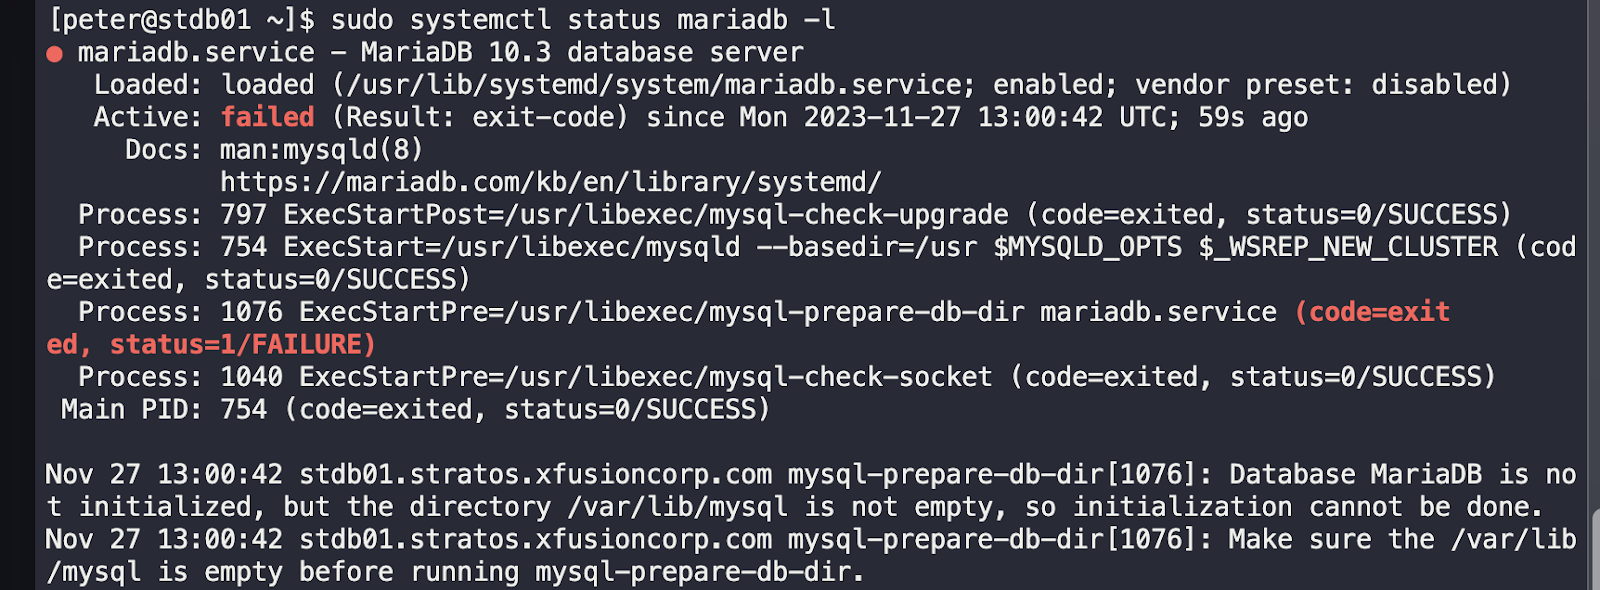 [peter@stdb01 ~]$ sudo systemctl status mariadb -l
● mariadb.service - MariaDB 10.3 database server
   Loaded: loaded (/usr/lib/systemd/system/mariadb.service; enabled; vendor preset: disabled)
   Active: failed (Result: exit-code) since Mon 2023-11-27 13:00:42 UTC; 59s ago
     Docs: man:mysqld(8)
           https://mariadb.com/kb/en/library/systemd/
  Process: 797 ExecStartPost=/usr/libexec/mysql-check-upgrade (code=exited, status=0/SUCCESS)
  Process: 754 ExecStart=/usr/libexec/mysqld --basedir=/usr $MYSQLD_OPTS $_WSREP_NEW_CLUSTER (cod
e=exited, status=0/SUCCESS)
  Process: 1076 ExecStartPre=/usr/libexec/mysql-prepare-db-dir mariadb.service (code=exit
ed, status=1/FAILURE)
  Process: 1040 ExecStartPre=/usr/libexec/mysql-check-socket (code=exited, status=0/SUCCESS)
 Main PID: 754 (code=exited, status=0/SUCCESS)

Nov 27 13:00:42 stdb01.stratos.xfusioncorp.com mysql-prepare-db-dir[1076]: Database MariaDB is no
t initialized, but the directory /var/lib/mysql is not empty, so initialization cannot be done.
Nov 27 13:00:42 stdb01.stratos.xfusioncorp.com mysql-prepare-db-dir[1076]: Make sure the /var/lib
/mysql is empty before running mysql-prepare-db-dir.